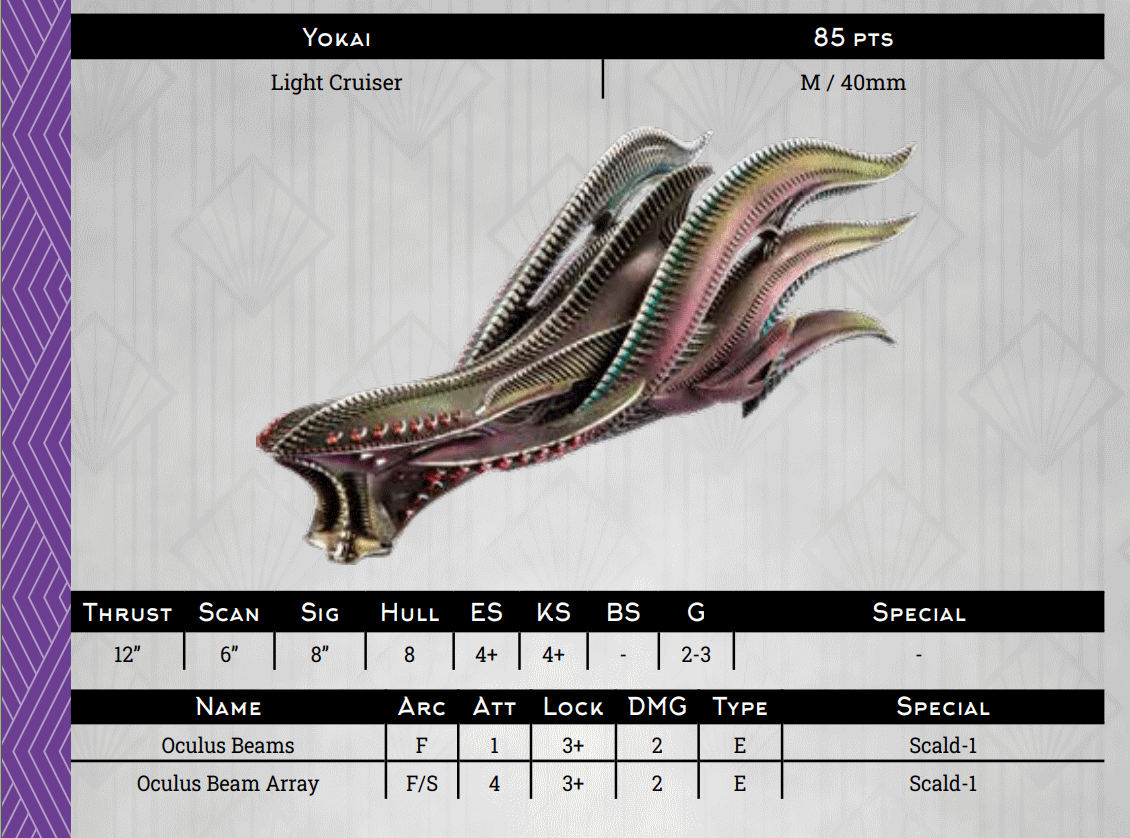 Yokai 85 pts
Light Cruiser M / 40mm
Thrust Scan Sig Hull ES KS BS G Special
12” 6” 8” 8 4+ 4+ - 2-3 -
Name Arc Att Lock DMG Type Special
Oculus Beams F 1 3+ 2 E Scald-1
Oculus Beam Array F/S 4 3+ 2 E Scald-1